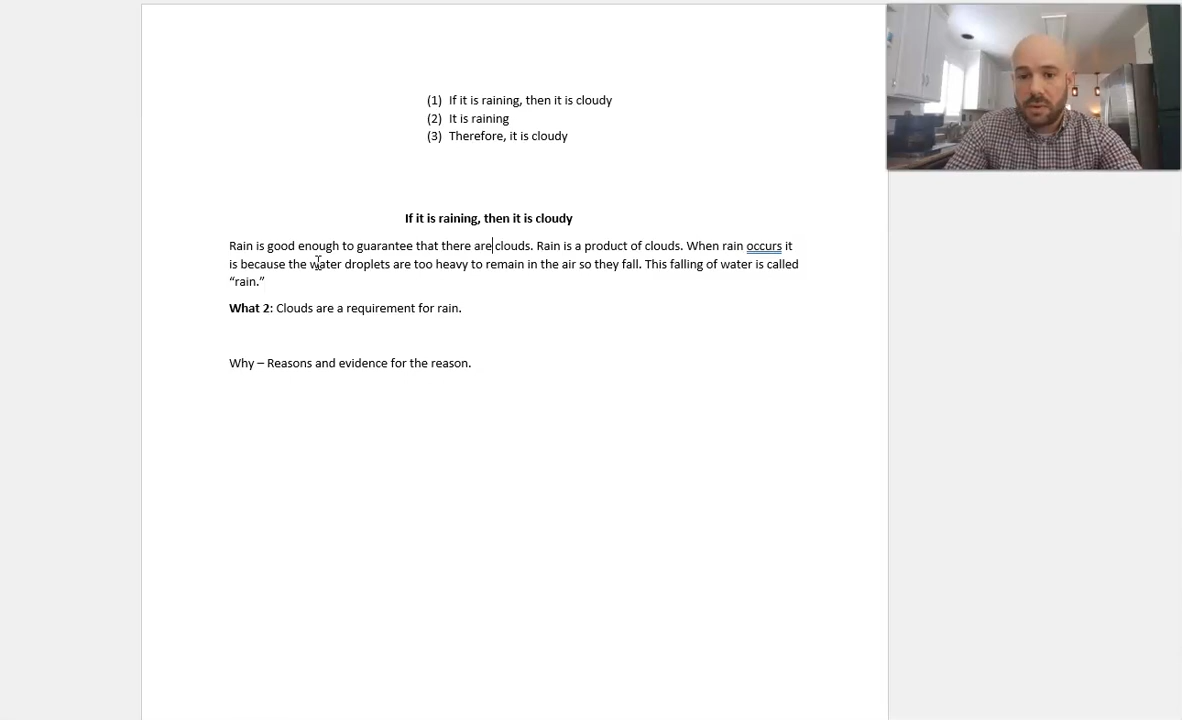 (1) If it is raining, then it is cloudy
(2) It is raining
(3) Therefore, it is cloudy
If it is raining, then it is cloudy
Rain is good enough to guarantee that there are clouds. Rain is a product of clouds. When rain occurs it
is because the water droplets are too heavy to remain in the air so they fall. This falling of water is called
“rain.”
What 2: Clouds are a requirement for rain.
Why – Reasons and evidence for the reason.